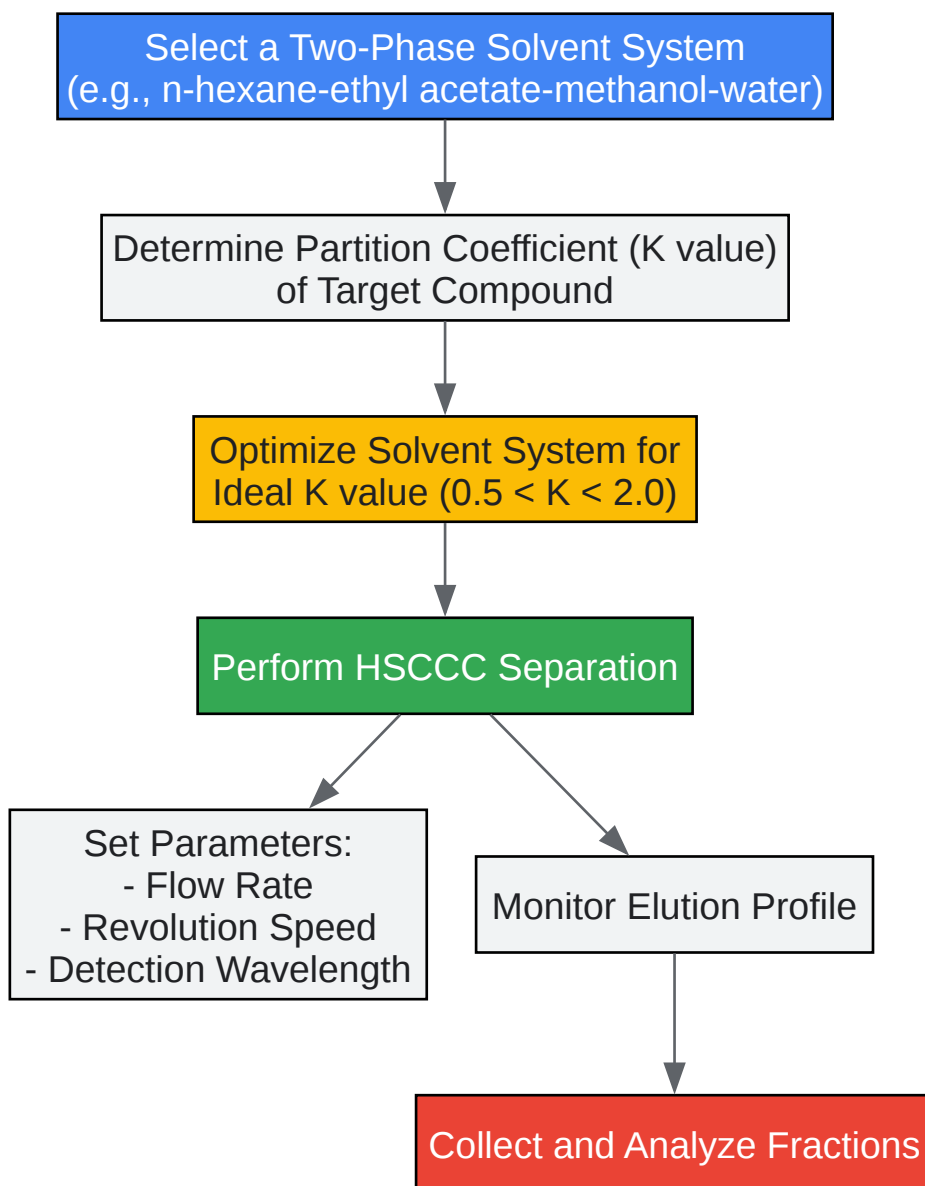 Select a Two-Phase Solvent System
(e.g., n-hexane-ethyl acetate-methanol-water)
Determine Partition Coefficient (K value)
of Target Compound
Optimize Solvent System for
Ideal K value (0.5 < K < 2.0)
Perform HSCCC Separation
Set Parameters:
- Flow Rate
- Revolution Speed
- Detection Wavelength
Monitor Elution Profile
Collect and Analyze Fractions